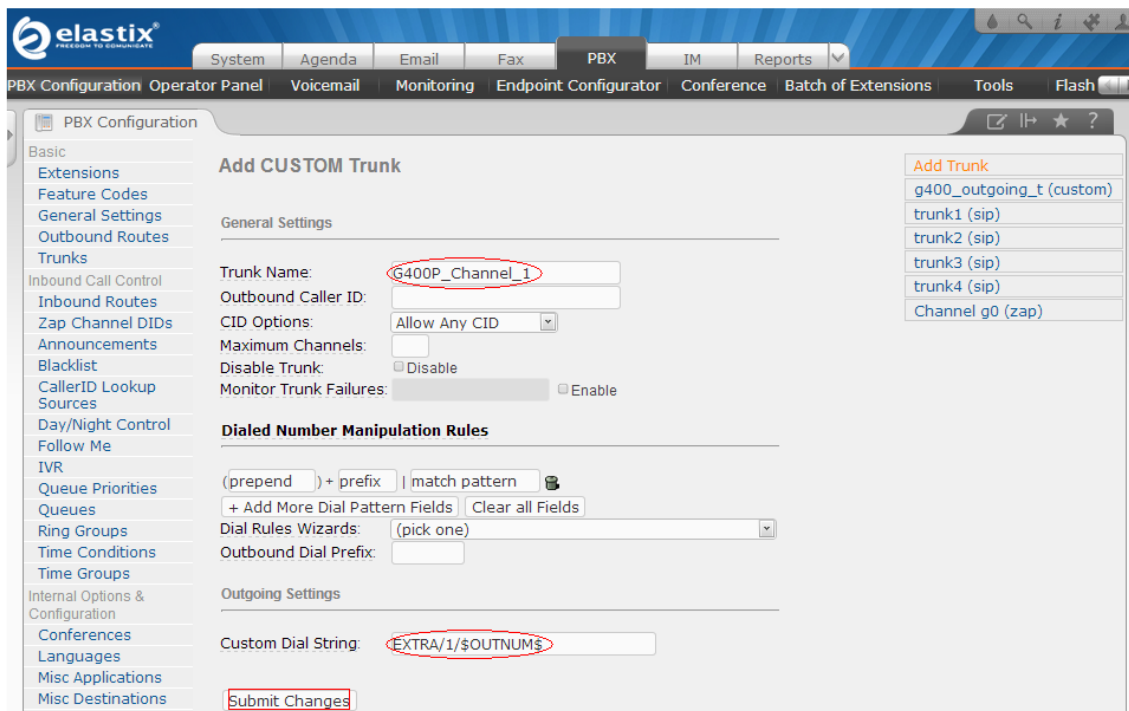 elastix®
FREEDOM TO COMUNICATE
System Agenda Email Fax PBX IM Reports
PBX Configuration Operator Panel Voicemail Monitoring Endpoint Configurator Conference Batch of Extensions Tools Flash
PBX Configuration
Basic
Extensions
Feature Codes
General Settings
Outbound Routes
Trunks
Inbound Call Control
Inbound Routes
Zap Channel DIDs
Announcements
Blacklist
CallerID Lookup
Sources
Day/Night Control
Follow Me
IVR
Queue Priorities
Queues
Ring Groups
Time Conditions
Time Groups
Internal Options &
Configuration
Conferences
Languages
Misc Applications
Misc Destinations
Add CUSTOM Trunk
General Settings
Trunk Name: G400P_Channel_1
Outbound Caller ID:
CID Options: Allow Any CID
Maximum Channels:
Disable Trunk: Disable
Monitor Trunk Failures: Enable
Dialed Number Manipulation Rules
(prepend ) + prefix | match pattern
+ Add More Dial Pattern Fields Clear all Fields
Dial Rules Wizards: (pick one)
Outbound Dial Prefix:
Outgoing Settings
Custom Dial String: EXTRA/1/$OUTNUM$
Submit Changes
Add Trunk
g400_outgoing_t (custom)
trunk1 (sip)
trunk2 (sip)
trunk3 (sip)
trunk4 (sip)
Channel g0 (zap)